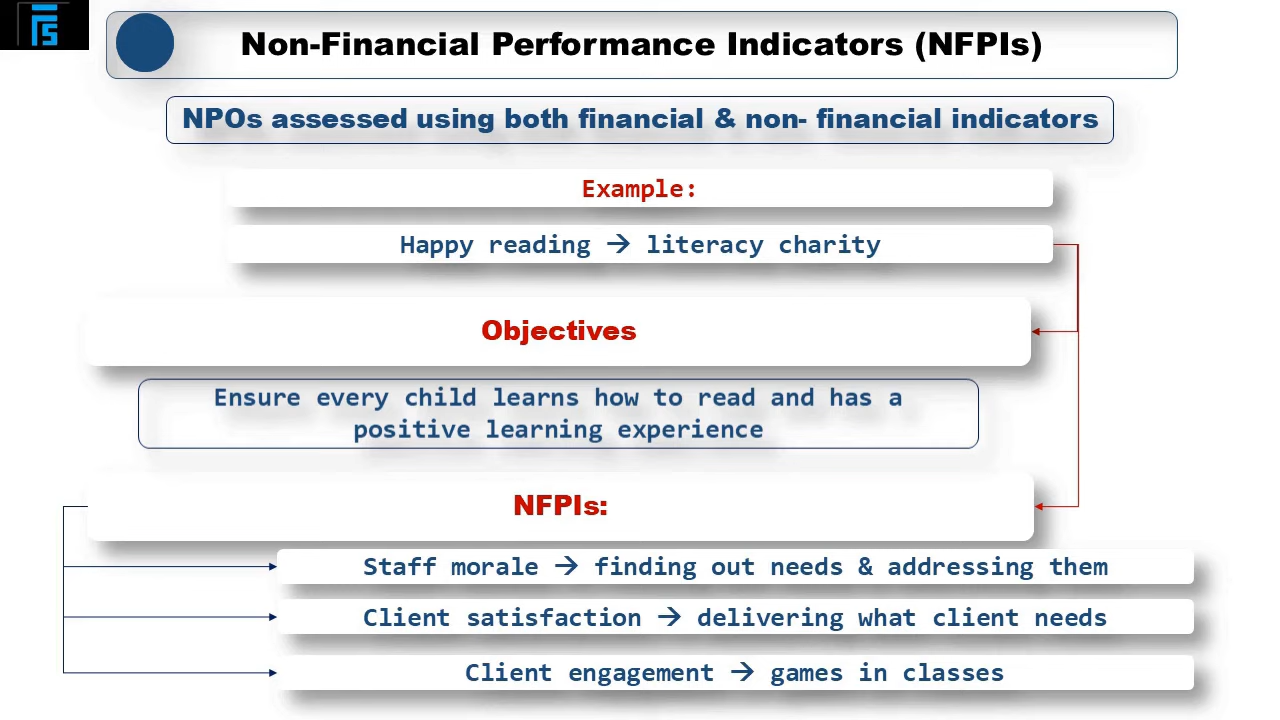 Non-Financial Performance Indicators (NFPIs)
NPOs assessed using both financial & non- financial indicators
Example:
Happy reading → literacy charity
Objectives
Ensure every child learns how to read and has a
positive learning experience
NFPIs:
Staff morale → finding out needs & addressing them
Client satisfaction → delivering what client needs
Client engagement → games in classes